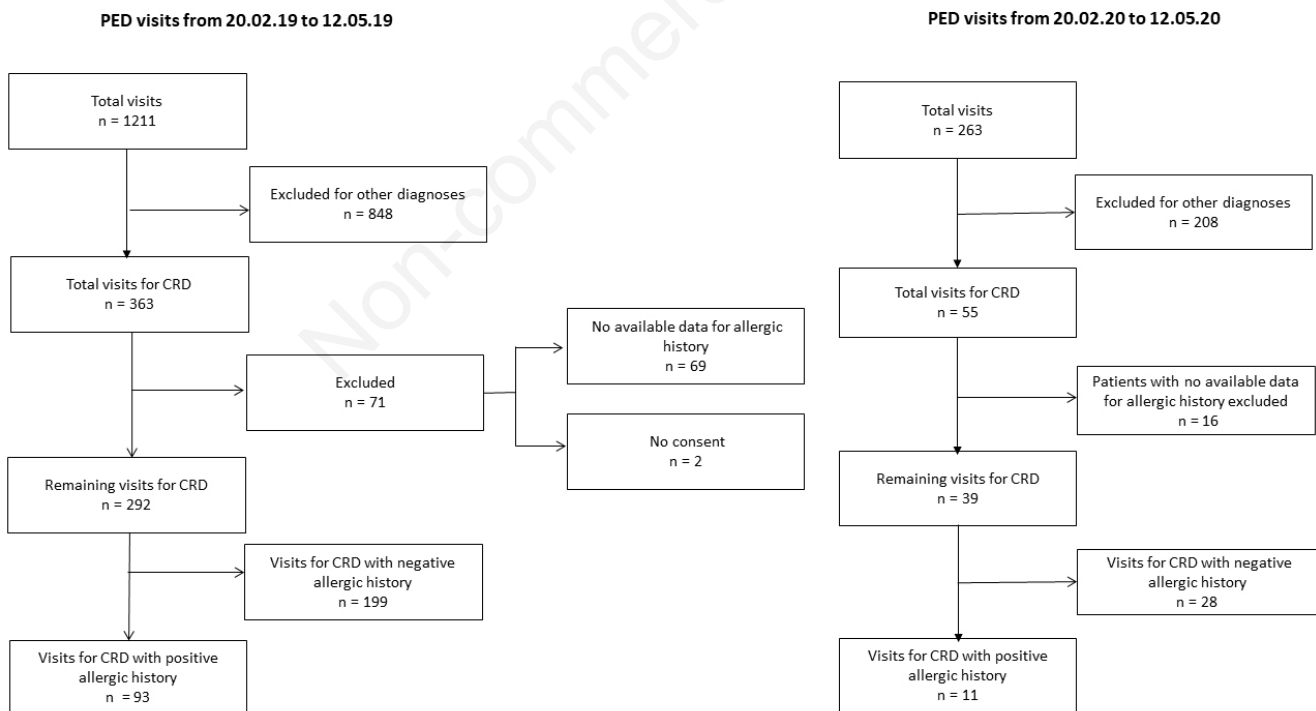 PED visits from 20.02.19 to 12.05.19
Total visits
n = 1211
Excluded for other diagnoses
n = 848
Total visits for CRD
n = 363
Excluded
n = 71
No available data for allergic
history
n = 69
No consent
n = 2
Remaining visits for CRD
n = 292
Visits for CRD with negative
allergic history
n = 199
Visits for CRD with positive
allergic history
n = 93
PED visits from 20.02.20 to 12.05.20
Total visits
n = 263
Excluded for other diagnoses
n = 208
Total visits for CRD
n = 55
Patients with no available data
for allergic history excluded
n = 16
Remaining visits for CRD
n = 39
Visits for CRD with negative
allergic history
n = 28
Visits for CRD with positive
allergic history
n = 11
Non-commer